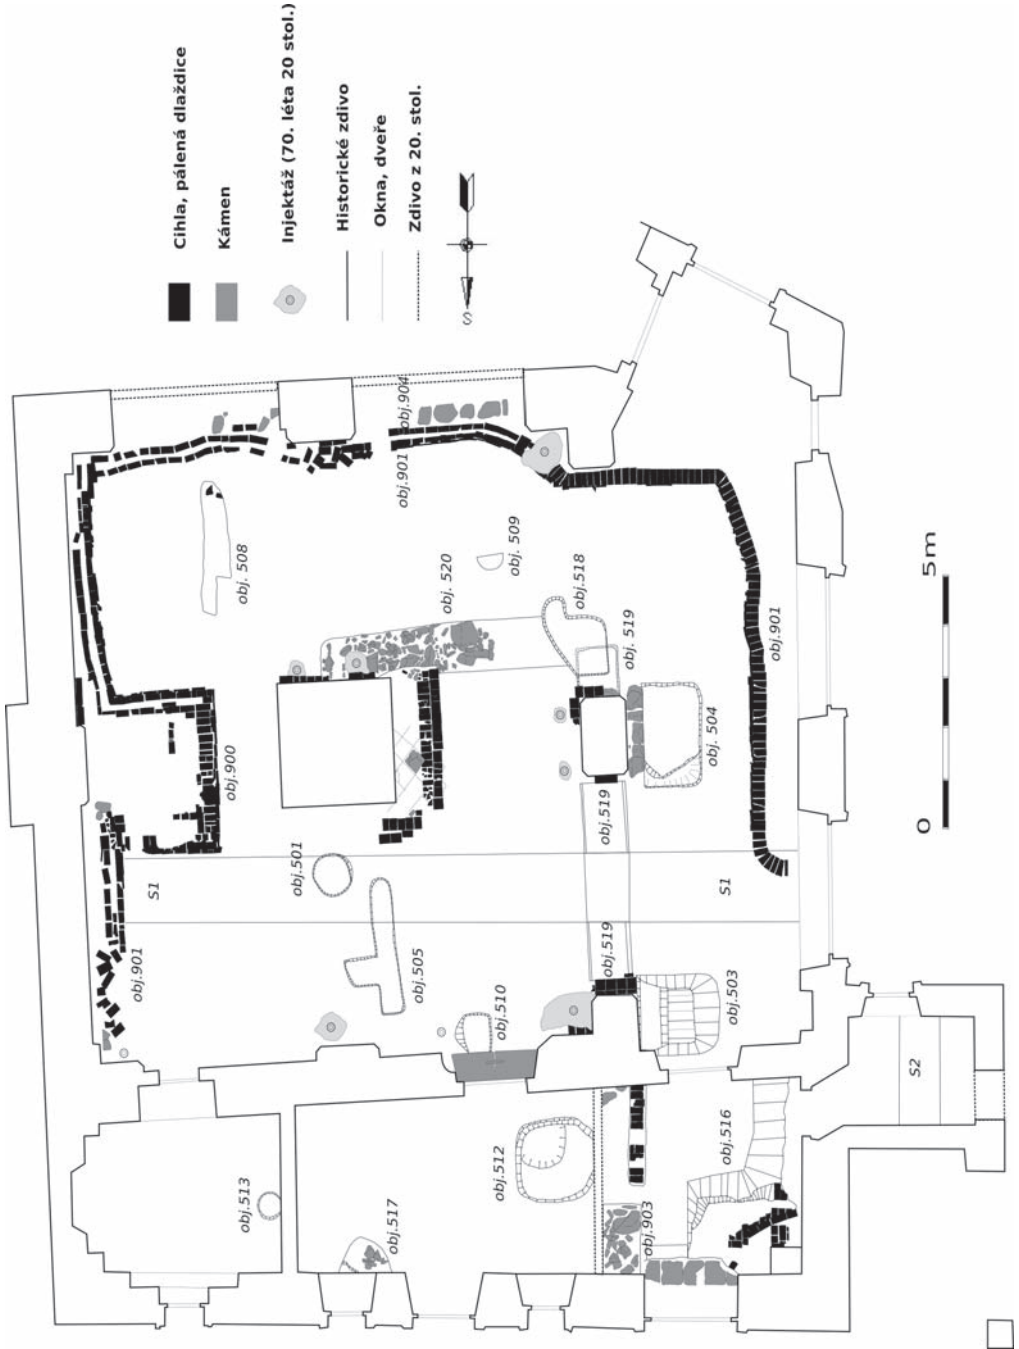 Cihla, pálená dlaždice
Kámen
Injektáž (70. léta 20 stol.)
Historické zdivo
Okna, dveře
Zdivo z 20. stol.
S
obj.904
obj.901
obj. 508
obj. 509
obj. 520
obj.518
obj. 519
obj. 504
obj.901
obj.900
obj.519
obj.501
S1
S1
obj.901
obj.505
obj.519
obj.510
obj.503
obj.512
obj.516
S2
obj.513
obj.517
obj.903
0
5m